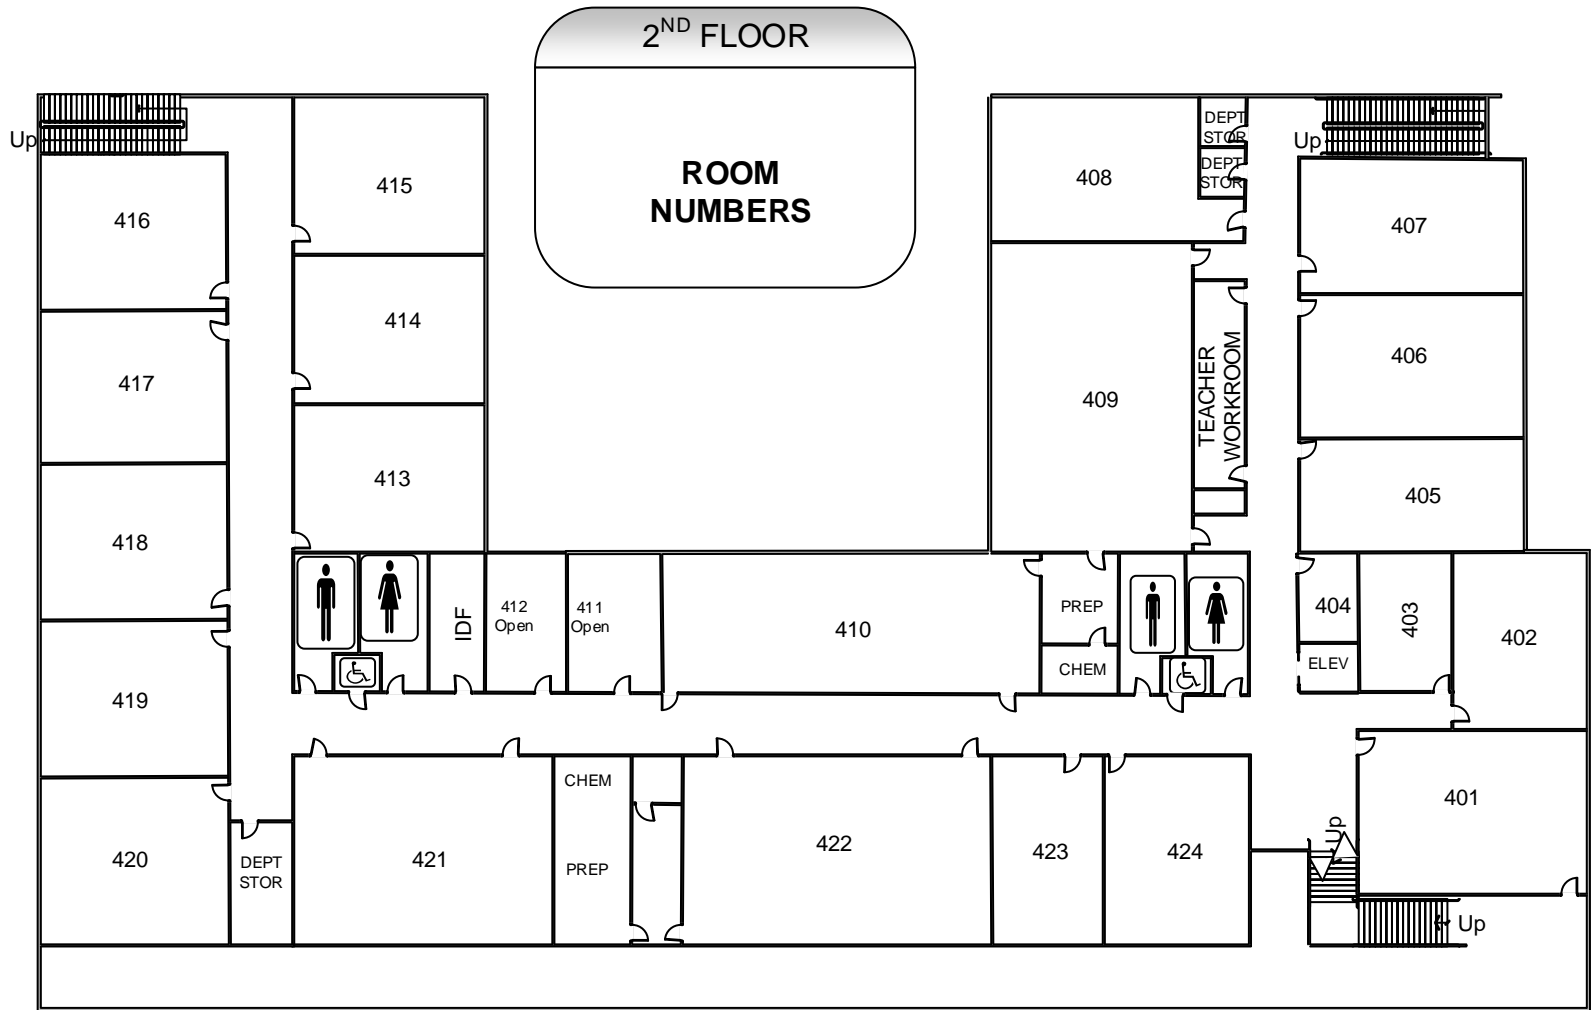 2ND FLOOR
ROOM
NUMBERS
Up
415
416
414
417
413
418
419
420
DEPT
STOR
DEPT
STOR
408
Up
407
409
TEACHER
WORKROOM
406
405
IDF
412
Open
411
Open
410
PREP
CHEM
404
ELEV
403
402
DEPT
STOR
421
CHEM
PREP
422
423
424
Up
401
Up